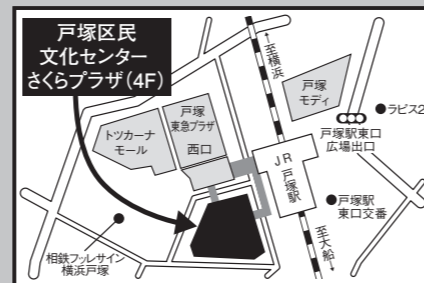 戸塚区民
文化センター
さくらプラザ(4F)
←至横浜
戸塚
モディ
ラピス2
戸塚駅東口
広場出口
戸塚
東急プラザ
トツカーナ
モール
西口
JR
戸塚駅
戸塚駅
東口交番
至大船→
相鉄フレッサイン
横浜戸塚